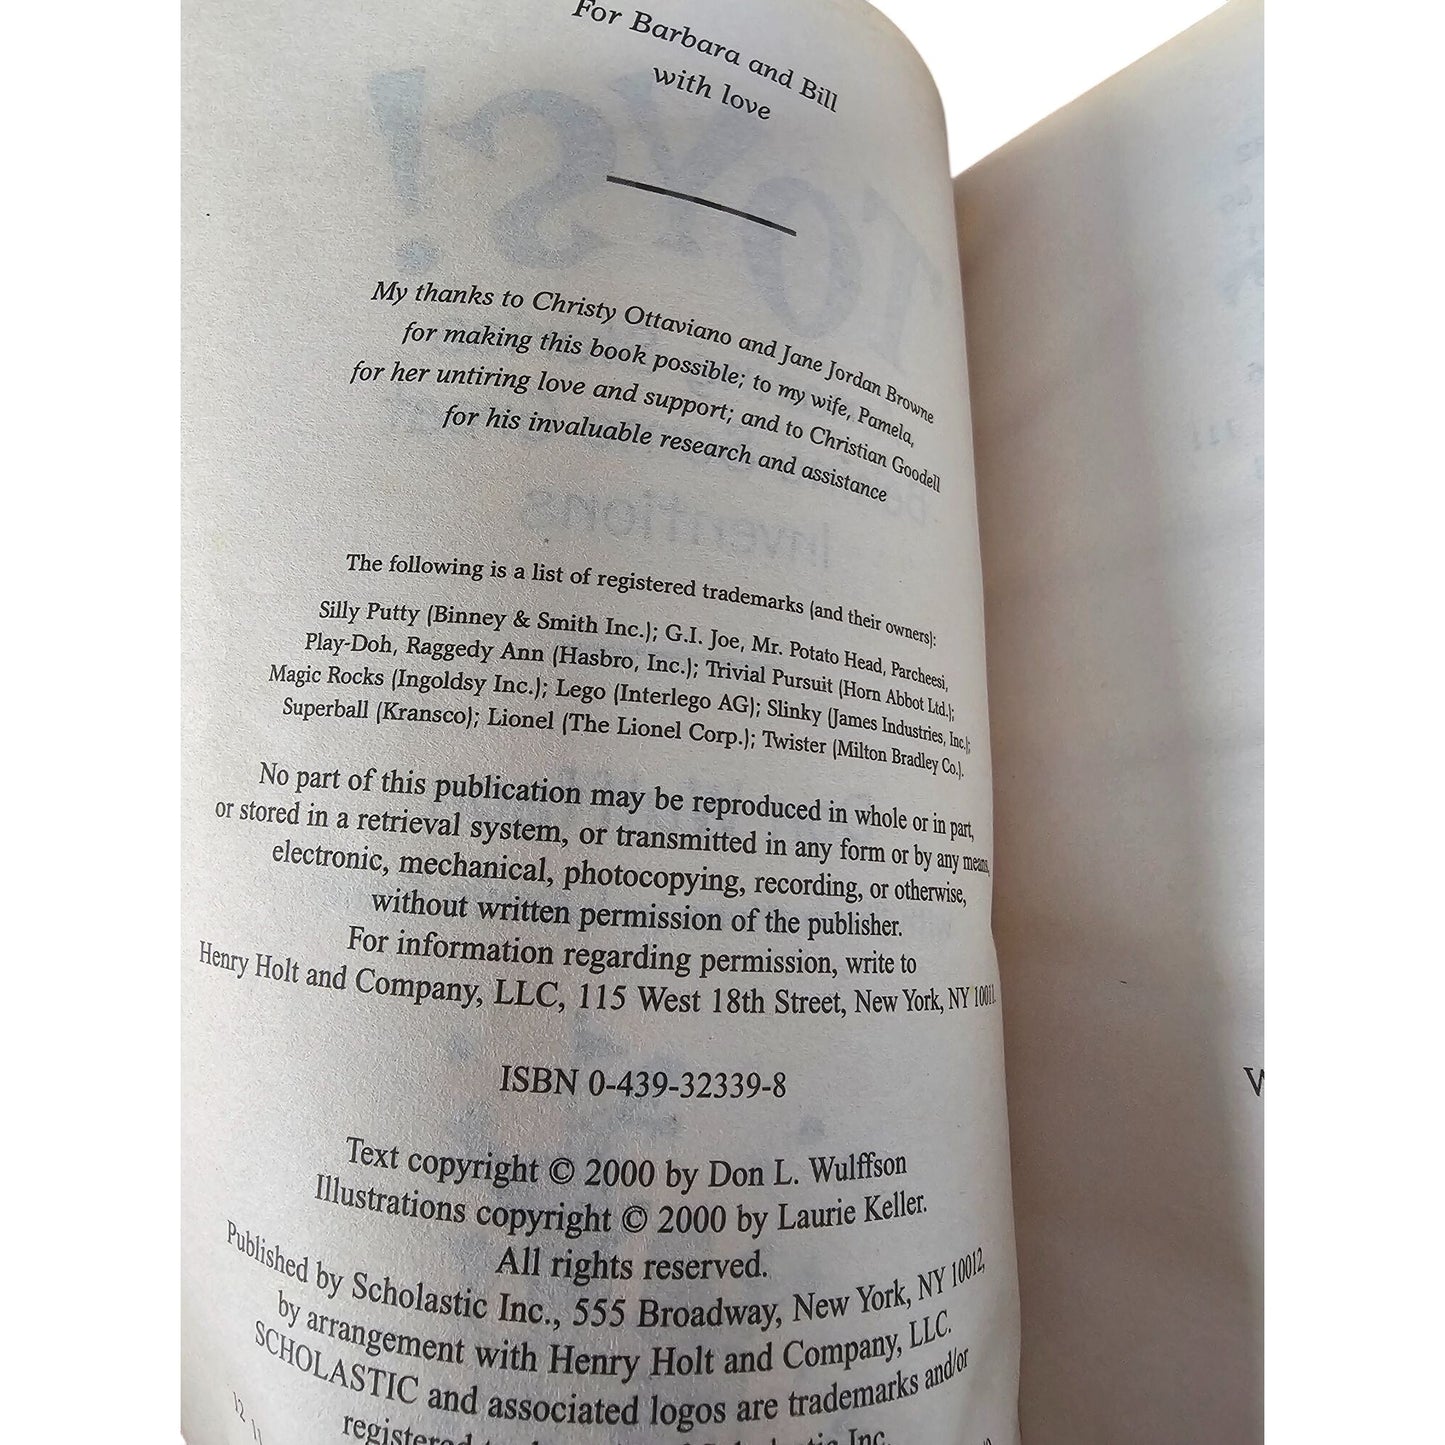 For Barbara and Bill
with love
My thanks to Christy Ottaviano and Jane Jordan Browne
for making this book possible; to my wife, Pamela,
for her untiring love and support; and to Christian Goodell
for his invaluable research and assistance
The following is a list of registered trademarks (and their owners):
Silly Putty (Binney & Smith Inc.); G.I. Joe, Mr. Potato Head, Parcheesi,
Play-Doh, Raggedy Ann (Hasbro, Inc.); Trivial Pursuit (Horn Abbot Ltd.);
Magic Rocks (Ingoldsy Inc.); Lego (Interlego AG); Slinky (James Industries, Inc.);
Superball (Kransco); Lionel (The Lionel Corp.); Twister (Milton Bradley Co.).
No part of this publication may be reproduced in whole or in part,
or stored in a retrieval system, or transmitted in any form or by any means,
electronic, mechanical, photocopying, recording, or otherwise,
without written permission of the publisher.
For information regarding permission, write to
Henry Holt and Company, LLC, 115 West 18th Street, New York, NY 10011.
ISBN 0-439-32339-8
Text copyright © 2000 by Don L. Wulffson
Illustrations copyright © 2000 by Laurie Keller.
All rights reserved.
Published by Scholastic Inc., 555 Broadway, New York, NY 10012,
by arrangement with Henry Holt and Company, LLC.
SCHOLASTIC and associated logos are trademarks and/or
registered Inc.
12 11